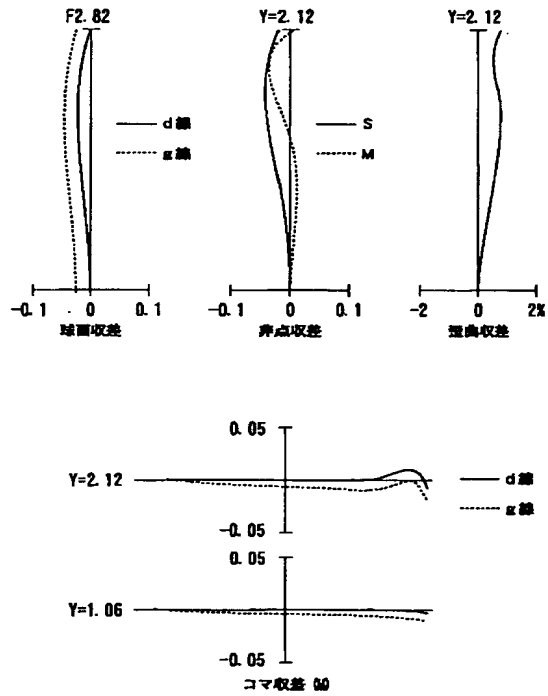 F2.82
Y=2.12
Y=2.12
d線
g線
S
M
-0.1 0 0.1
球面収差
-0.1 0 0.1
非点収差
-2 0 2%
歪曲収差
0.05
Y=2.12
-0.05
d線
g線
0.05
Y=1.06
-0.05
コマ収差